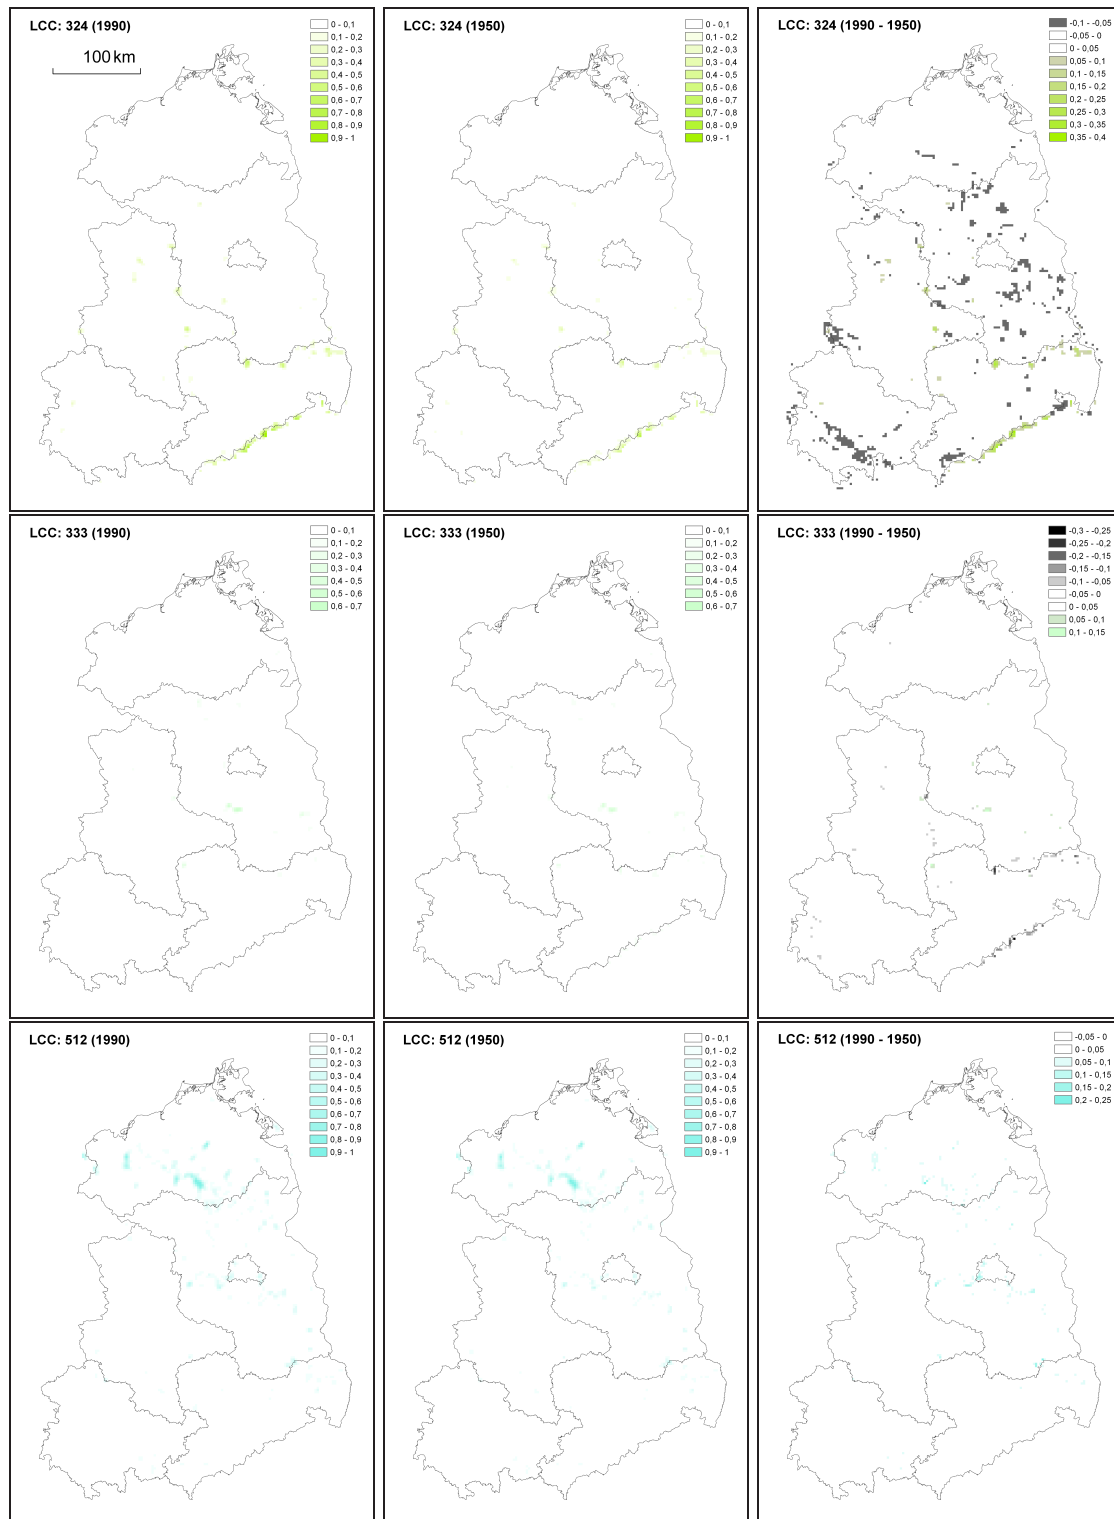 LCC: 324 (1990)
100 km
0 - 0,1
0,1 - 0,2
0,2 - 0,3
0,3 - 0,4
0,4 - 0,5
0,5 - 0,6
0,6 - 0,7
0,7 - 0,8
0,8 - 0,9
0,9 - 1
LCC: 324 (1950)
0 - 0,1
0,1 - 0,2
0,2 - 0,3
0,3 - 0,4
0,4 - 0,5
0,5 - 0,6
0,6 - 0,7
0,7 - 0,8
0,8 - 0,9
0,9 - 1
LCC: 324 (1990 - 1950)
-0,1 - -0,05
-0,05 - 0
0 - 0,05
0,05 - 0,1
0,1 - 0,15
0,15 - 0,2
0,2 - 0,25
0,25 - 0,3
0,3 - 0,35
0,35 - 0,4
LCC: 333 (1990)
0 - 0,1
0,1 - 0,2
0,2 - 0,3
0,3 - 0,4
0,4 - 0,5
0,5 - 0,6
0,6 - 0,7
LCC: 333 (1950)
0 - 0,1
0,1 - 0,2
0,2 - 0,3
0,3 - 0,4
0,4 - 0,5
0,5 - 0,6
0,6 - 0,7
LCC: 333 (1990 - 1950)
-0,3 - -0,25
-0,25 - -0,2
-0,2 - -0,15
-0,15 - -0,1
-0,1 - -0,05
-0,05 - 0
0 - 0,05
0,05 - 0,1
0,1 - 0,15
LCC: 512 (1990)
0 - 0,1
0,1 - 0,2
0,2 - 0,3
0,3 - 0,4
0,4 - 0,5
0,5 - 0,6
0,6 - 0,7
0,7 - 0,8
0,8 - 0,9
0,9 - 1
LCC: 512 (1950)
0 - 0,1
0,1 - 0,2
0,2 - 0,3
0,3 - 0,4
0,4 - 0,5
0,5 - 0,6
0,6 - 0,7
0,7 - 0,8
0,8 - 0,9
0,9 - 1
LCC: 512 (1990 - 1950)
-0,05 - 0
0 - 0,05
0,05 - 0,1
0,1 - 0,15
0,15 - 0,2
0,2 - 0,25